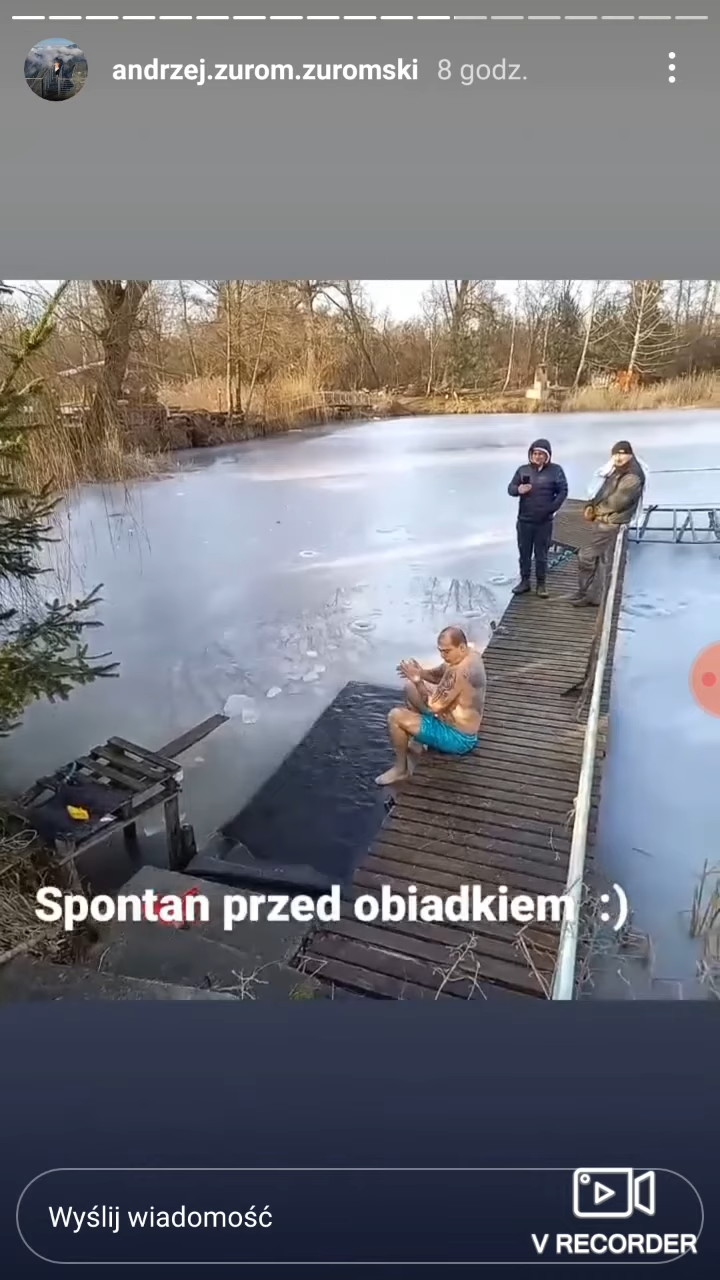 andrzej.zurom.zuromski 8 godz.
Spontan przed obiadkiem :)
Wyślij wiadomość
V RECORDER